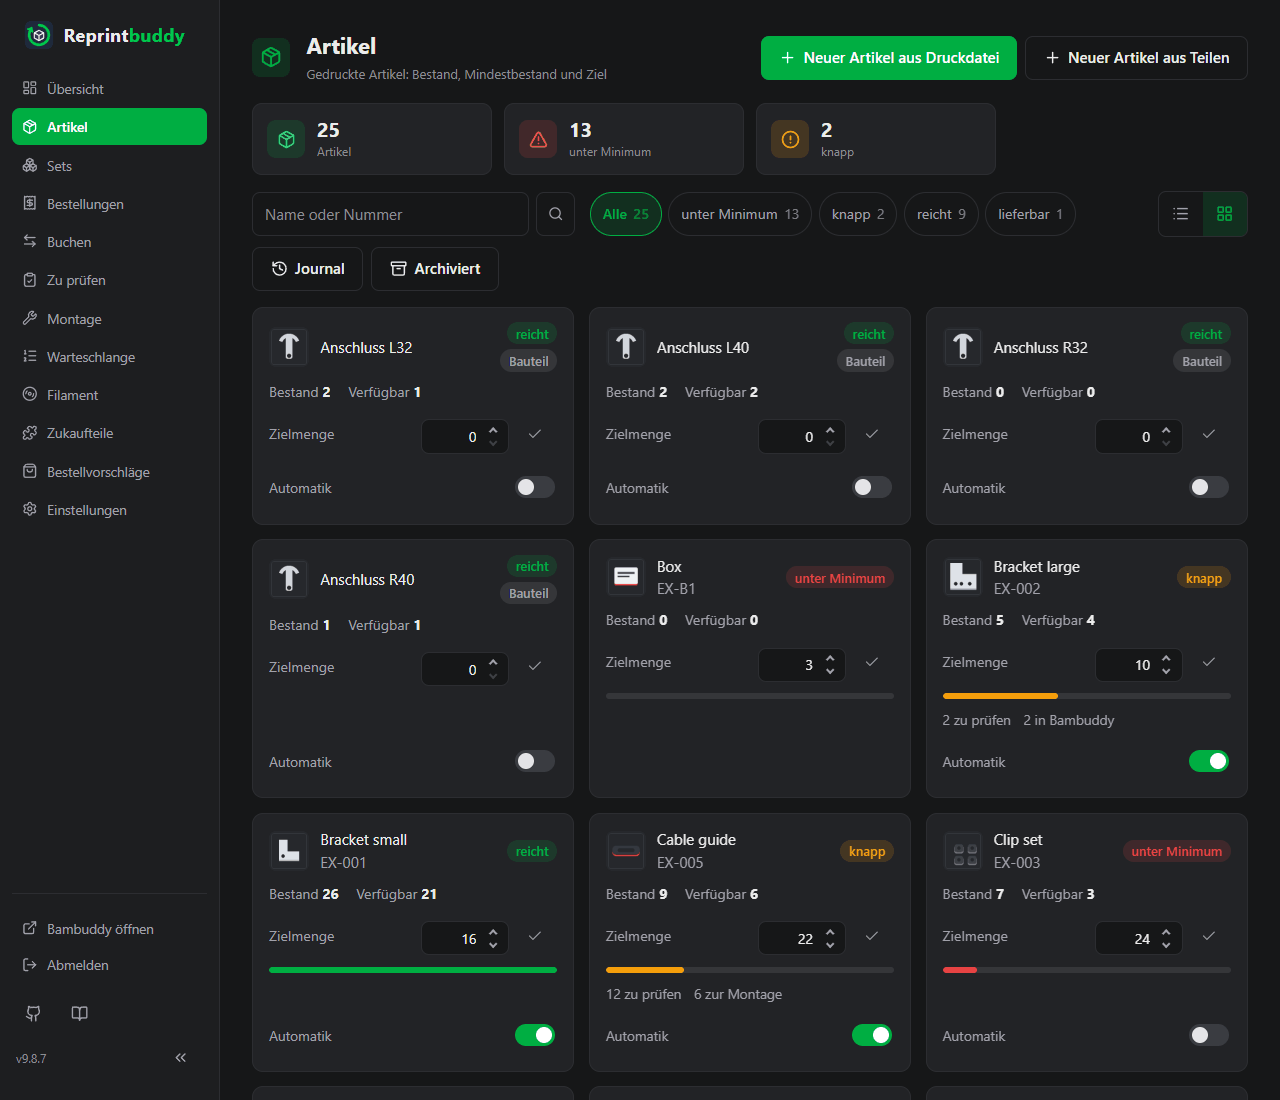 Reprintbuddy
Übersicht
Artikel
Sets
Bestellungen
Buchen
Zu prüfen
Montage
Warteschlange
Filament
Zukaufteile
Bestellvorschläge
Einstellungen
Bambuddy öffnen
Abmelden
v9.8.7
Artikel
Gedruckte Artikel: Bestand, Mindestbestand und Ziel
Neuer Artikel aus Druckdatei
Neuer Artikel aus Teilen
25
Artikel
13
unter Minimum
2
knapp
Name oder Nummer
Alle 25
unter Minimum 13
knapp 2
reicht 9
lieferbar 1
Journal
Archiviert
Anschluss L32
reicht
Bauteil
Bestand 2 Verfügbar 1
Zielmenge 0
Automatik
Anschluss L40
reicht
Bauteil
Bestand 2 Verfügbar 2
Zielmenge 0
Automatik
Anschluss R32
reicht
Bauteil
Bestand 0 Verfügbar 0
Zielmenge 0
Automatik
Anschluss R40
reicht
Bauteil
Bestand 1 Verfügbar 1
Zielmenge 0
Automatik
Box
EX-B1
unter Minimum
Bestand 0 Verfügbar 0
Zielmenge 3
Bracket large
EX-002
knapp
Bestand 5 Verfügbar 4
Zielmenge 10
2 zu prüfen 2 in Bambuddy
Automatik
Bracket small
EX-001
reicht
Bestand 26 Verfügbar 21
Zielmenge 16
Automatik
Cable guide
EX-005
knapp
Bestand 9 Verfügbar 6
Zielmenge 22
12 zu prüfen 6 zur Montage
Automatik
Clip set
EX-003
unter Minimum
Bestand 7 Verfügbar 3
Zielmenge 24
Automatik